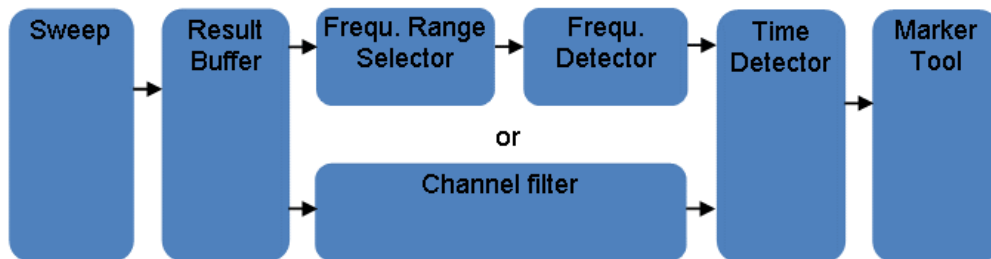 Sweep
Result
Buffer
Frequ. Range
Selector
Frequ.
Detector
Time
Detector
Marker
Tool
or
Channel filter